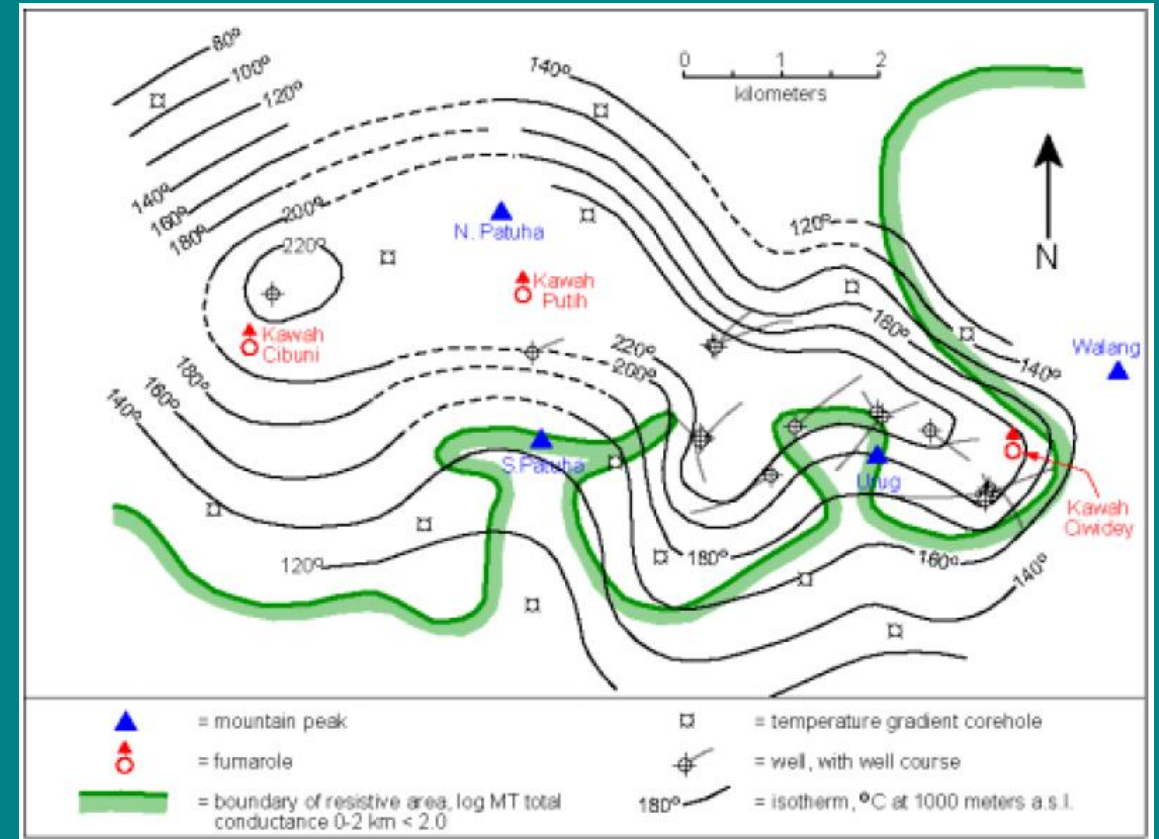 80º
100º
120º
140º
160º
180º
200º
220º
140º
0 2
kilometers
N
N. Patuha
Kawah
Putih
Kawah
Cibuni
120º
180º
Walang
140º
220º
200º
180º
160º
140º
S.Patuha
Urug
Kawah
Ciwidey
120º
180º
160º
140º
= mountain peak
= temperature gradient corehole
= fumarole
= well, with well course
= boundary of resistive area, log MT total
conductance 0-2 km < 2.0
180º
= isotherm, ºC at 1000 meters a.s.l.